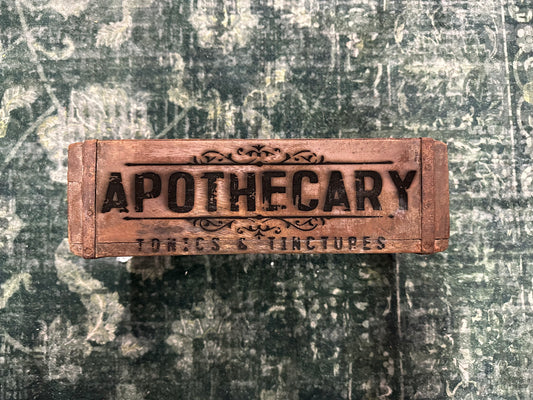 APOTHECARY
TONICS & TINCTURES